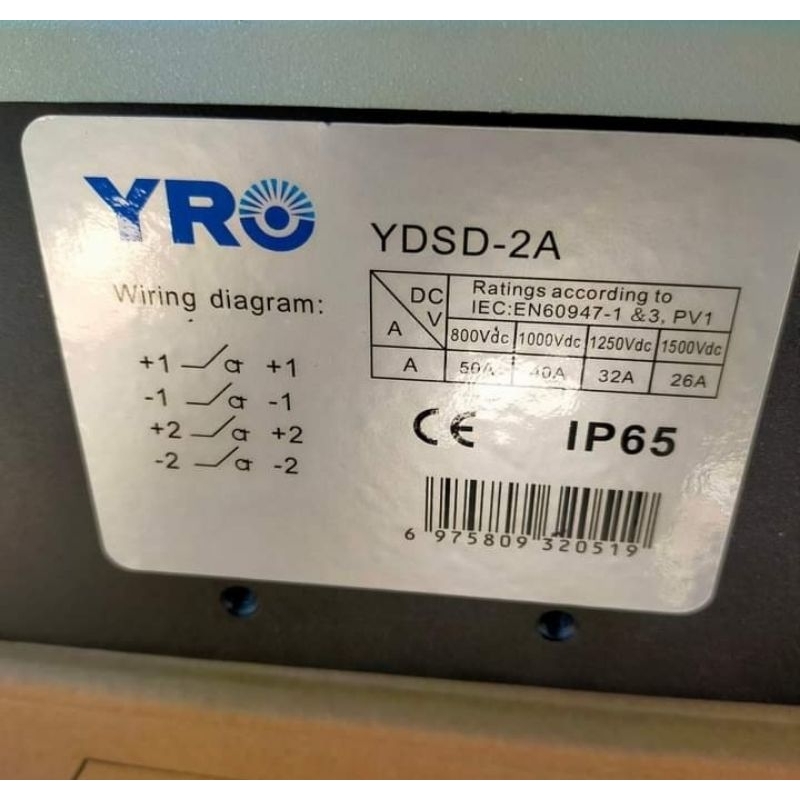 YRO
YDSD-2A
Wiring diagram:
+1 +1
-1 -1
+2 +2
-2 -2
DC V
A
Ratings according to
IEC:EN60947-1 &3, PV1
800Vdc 1000Vdc 1250Vdc 1500Vdc
A 50A 40A 32A 26A
CE IP65
6 975809 320519